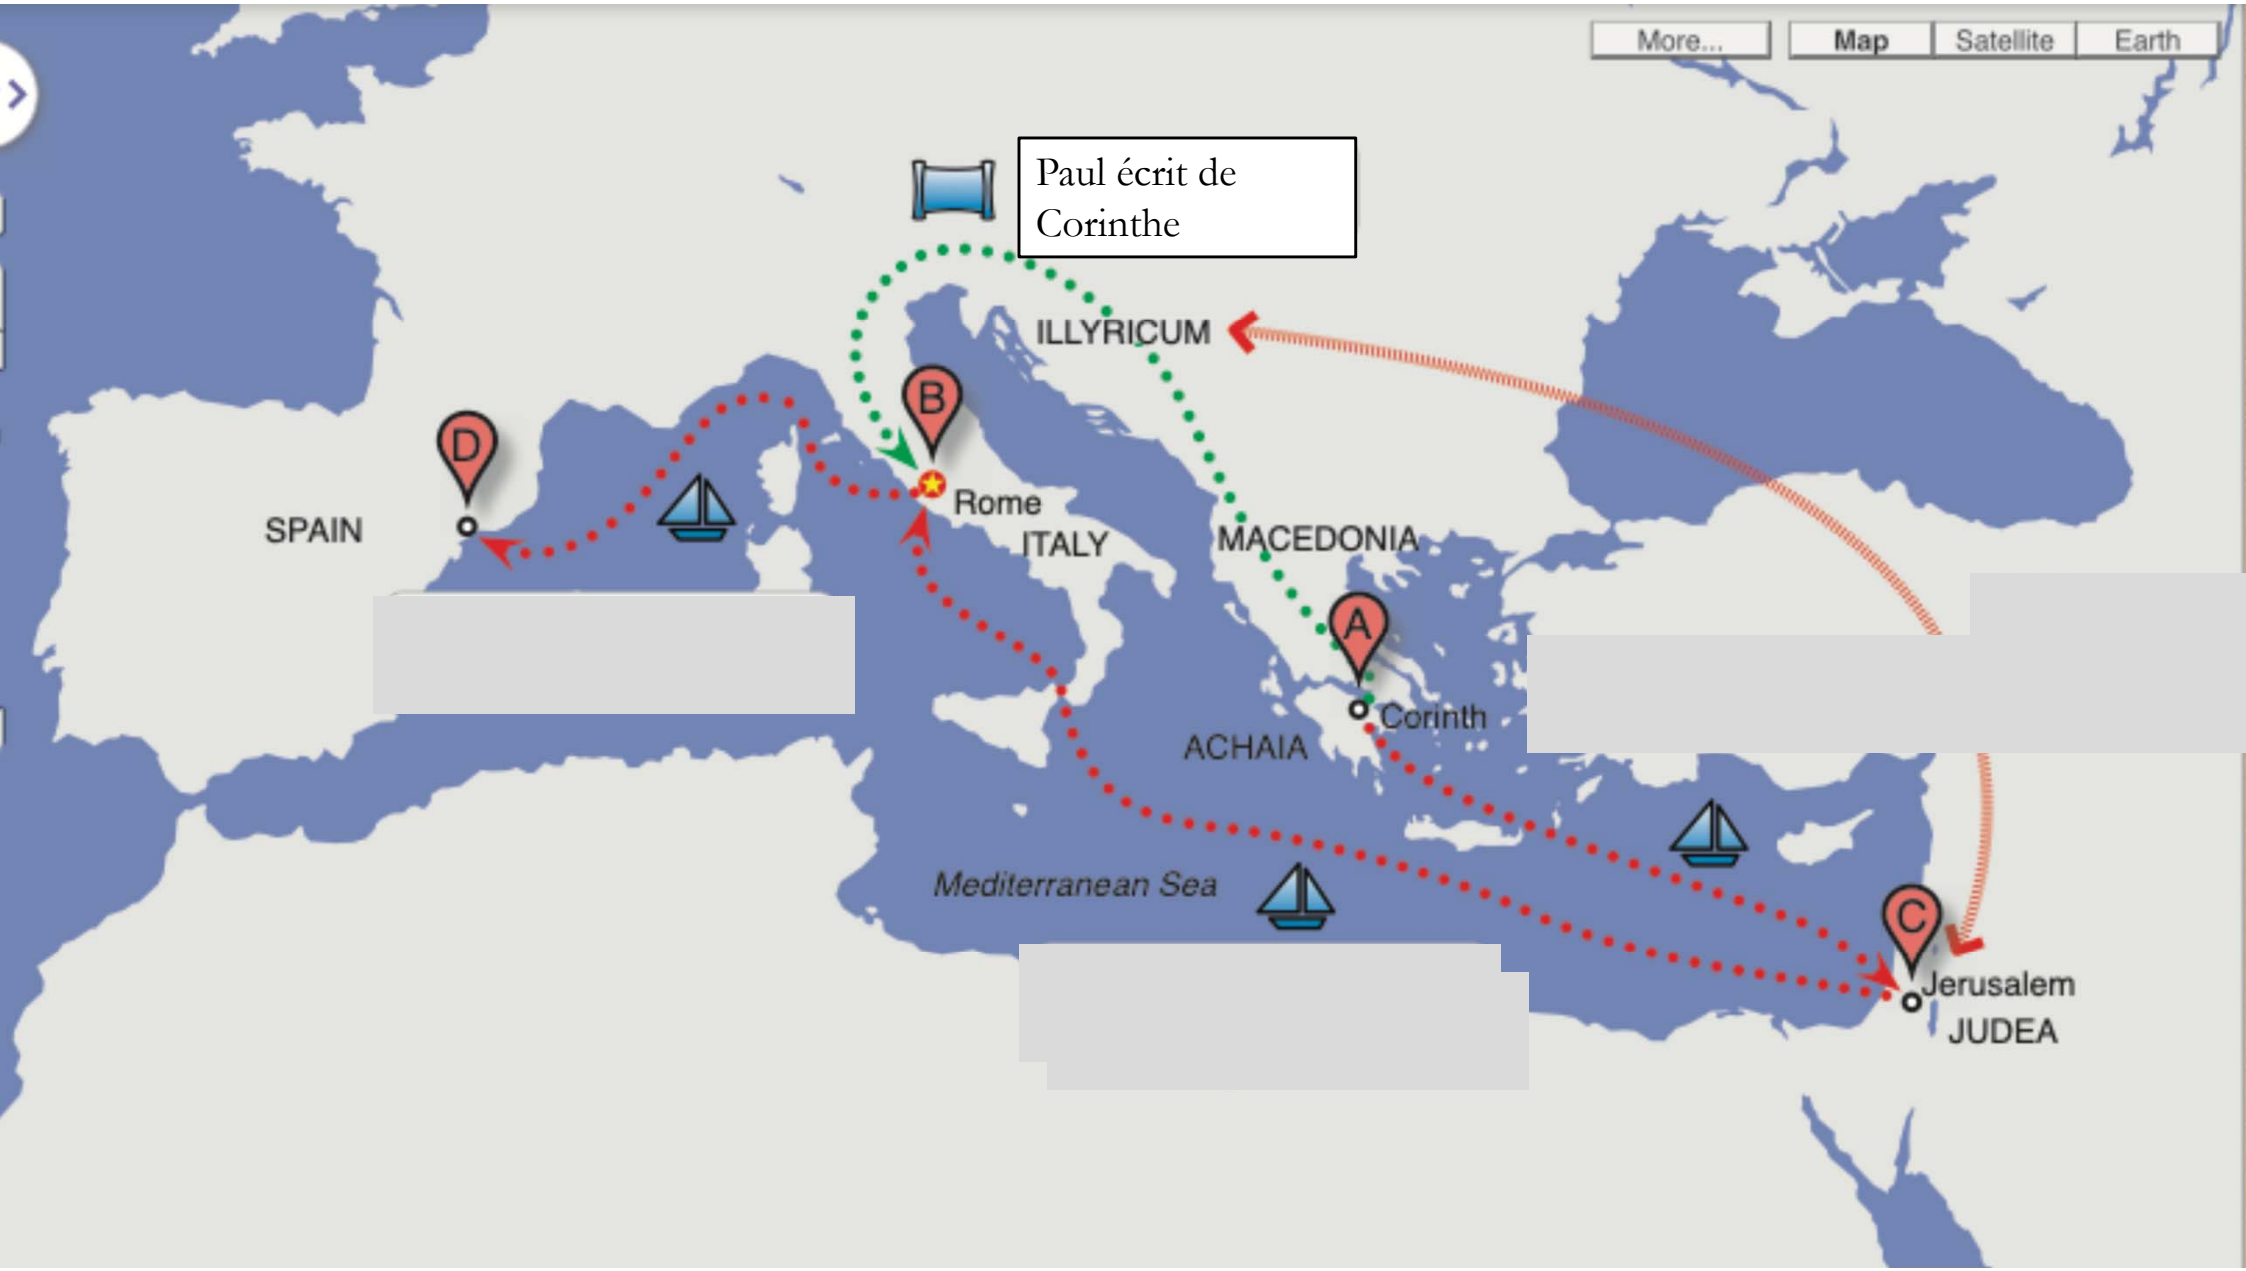 More...
Map
Satellite
Earth
Paul écrit de
Corinthe
ILLYRICUM
B
D
Rome
SPAIN
ITALY
MACEDONIA
A
Corinth
ACHAIA
Mediterranean Sea
C
Jerusalem
JUDEA